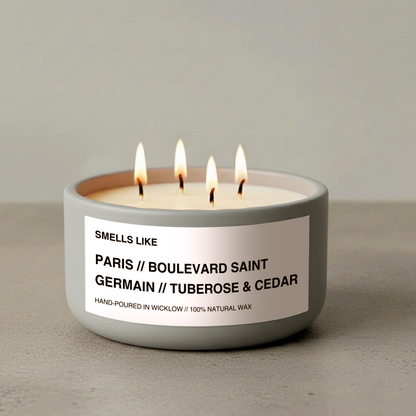 SMELLS LIKE
PARIS // BOULEVARD SAINT
GERMAIN // TUBEROSE & CEDAR
HAND-POURED IN WICKLOW // 100% NATURAL WAX